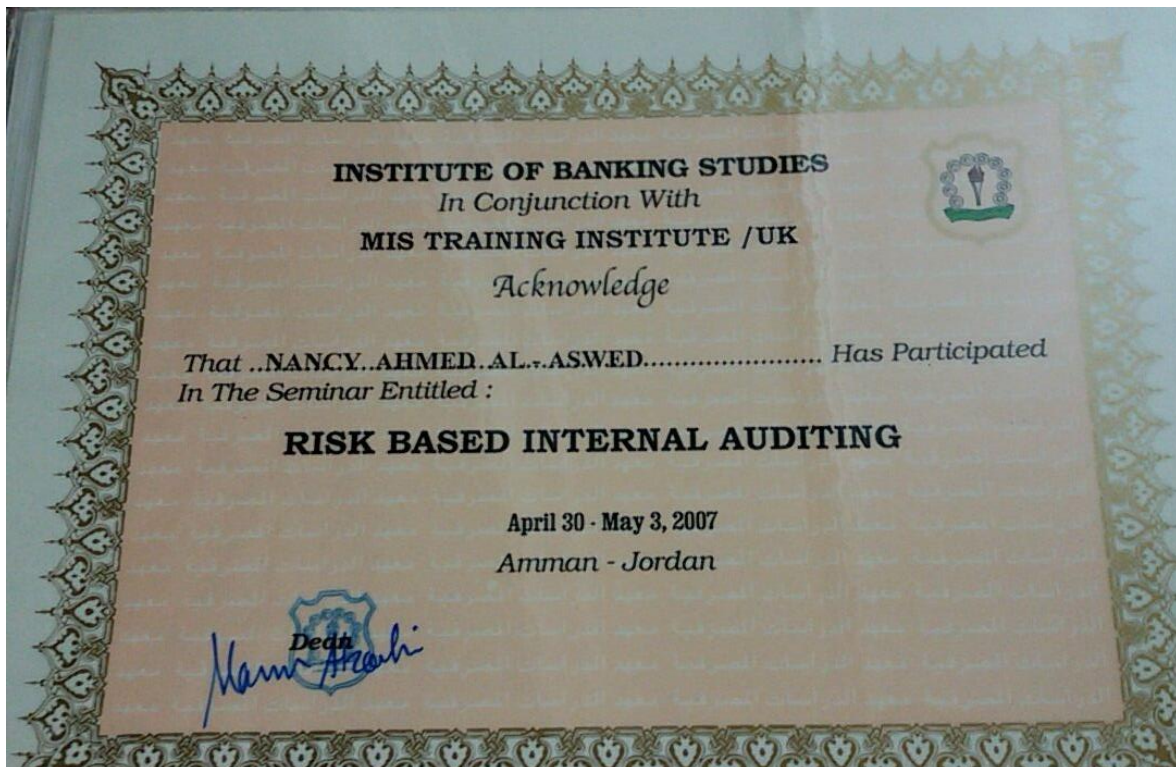 INSTITUTE OF BANKING STUDIES
In Conjunction With
MIS TRAINING INSTITUTE /UK
Acknowledge
That ..NANCY..AHMED..AL.-.ASWED...................... Has Participated
In The Seminar Entitled :
RISK BASED INTERNAL AUDITING
April 30 - May 3, 2007
Amman - Jordan
Dean